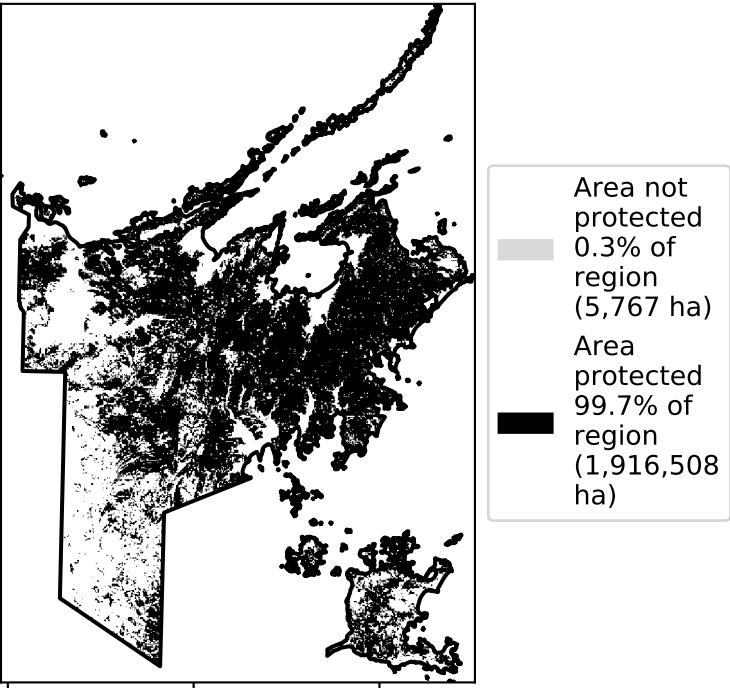 Area not
protected
0.3% of
region
(5,767 ha)
Area
protected
99.7% of
region
(1,916,508
ha)